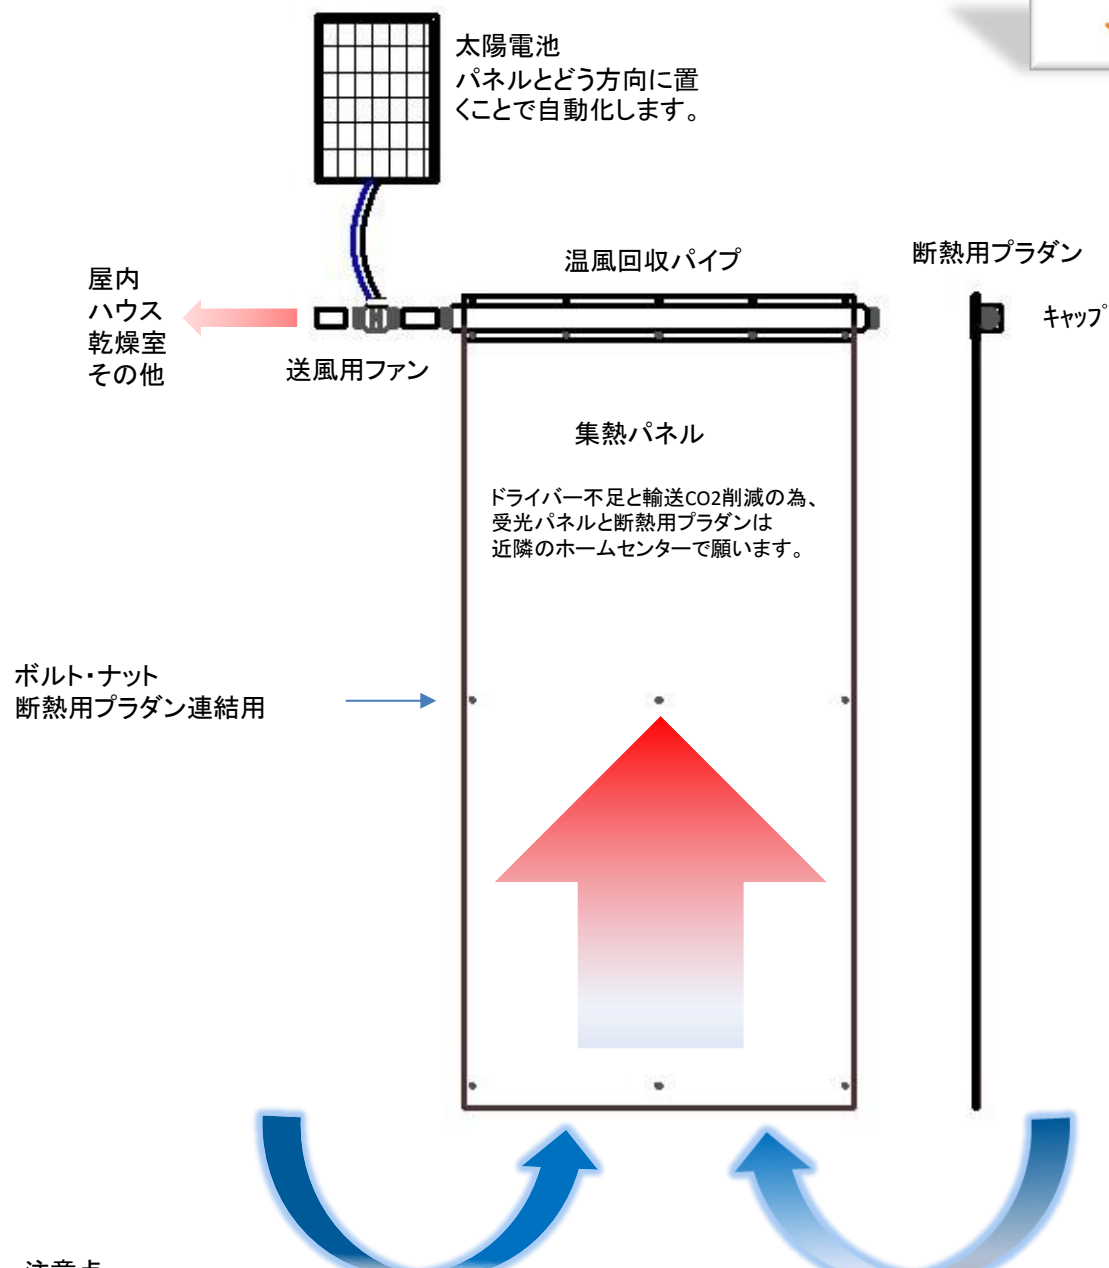 太陽電池
パネルとどう方向に置
くことで自動化します。
温風回収パイプ
断熱用プラダン
屋内
ハウス
乾燥室
その他
キャップ
送風用ファン
集熱パネル
ドライバー不足と輸送CO2削減の為、
受光パネルと断熱用プラダンは
近隣のホームセンターで願います。
ボルト・ナット
断熱用プラダン連結用
注意点